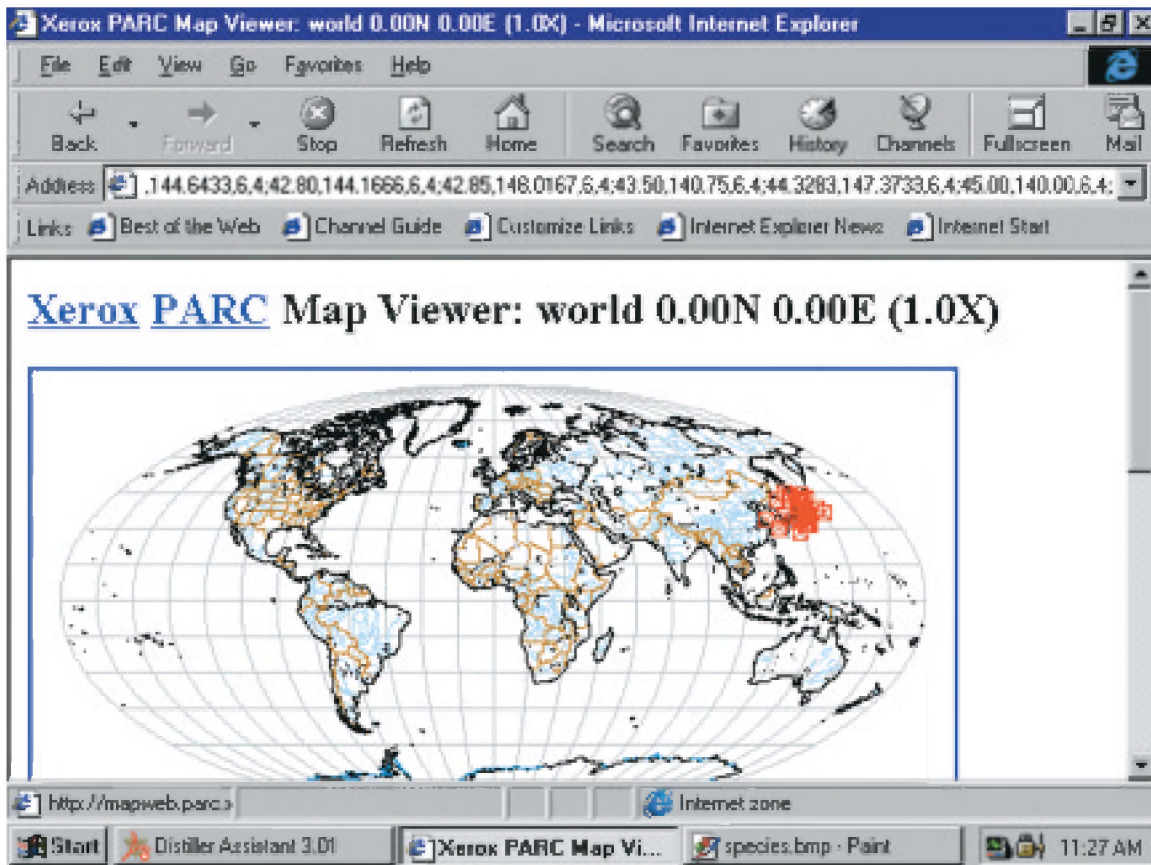 Xerox PARC Map Viewer: world 0.00N 0.00E (1.0X) - Microsoft Internet Explorer
File Edit View Go Favorites Help
Back Forward Stop Refresh Home Search Favorites History Channels Fullscreen Mail
Address ,144.6433,6,4;42.80,144.1666,6,4;42.85,148.0167,6,4;43.50,140.75,6,4;44.3283,147.3733,6,4;45.00,140.00,6,4;
Links Best of the Web Channel Guide Customize Links Internet Explorer News Internet Start
Xerox PARC Map Viewer: world 0.00N 0.00E (1.0X)
http://mapweb.parc.x Internet zone
Start Distiller Assistant 3.01 Xerox PARC Map Vi... species.bmp - Paint 11:27 AM